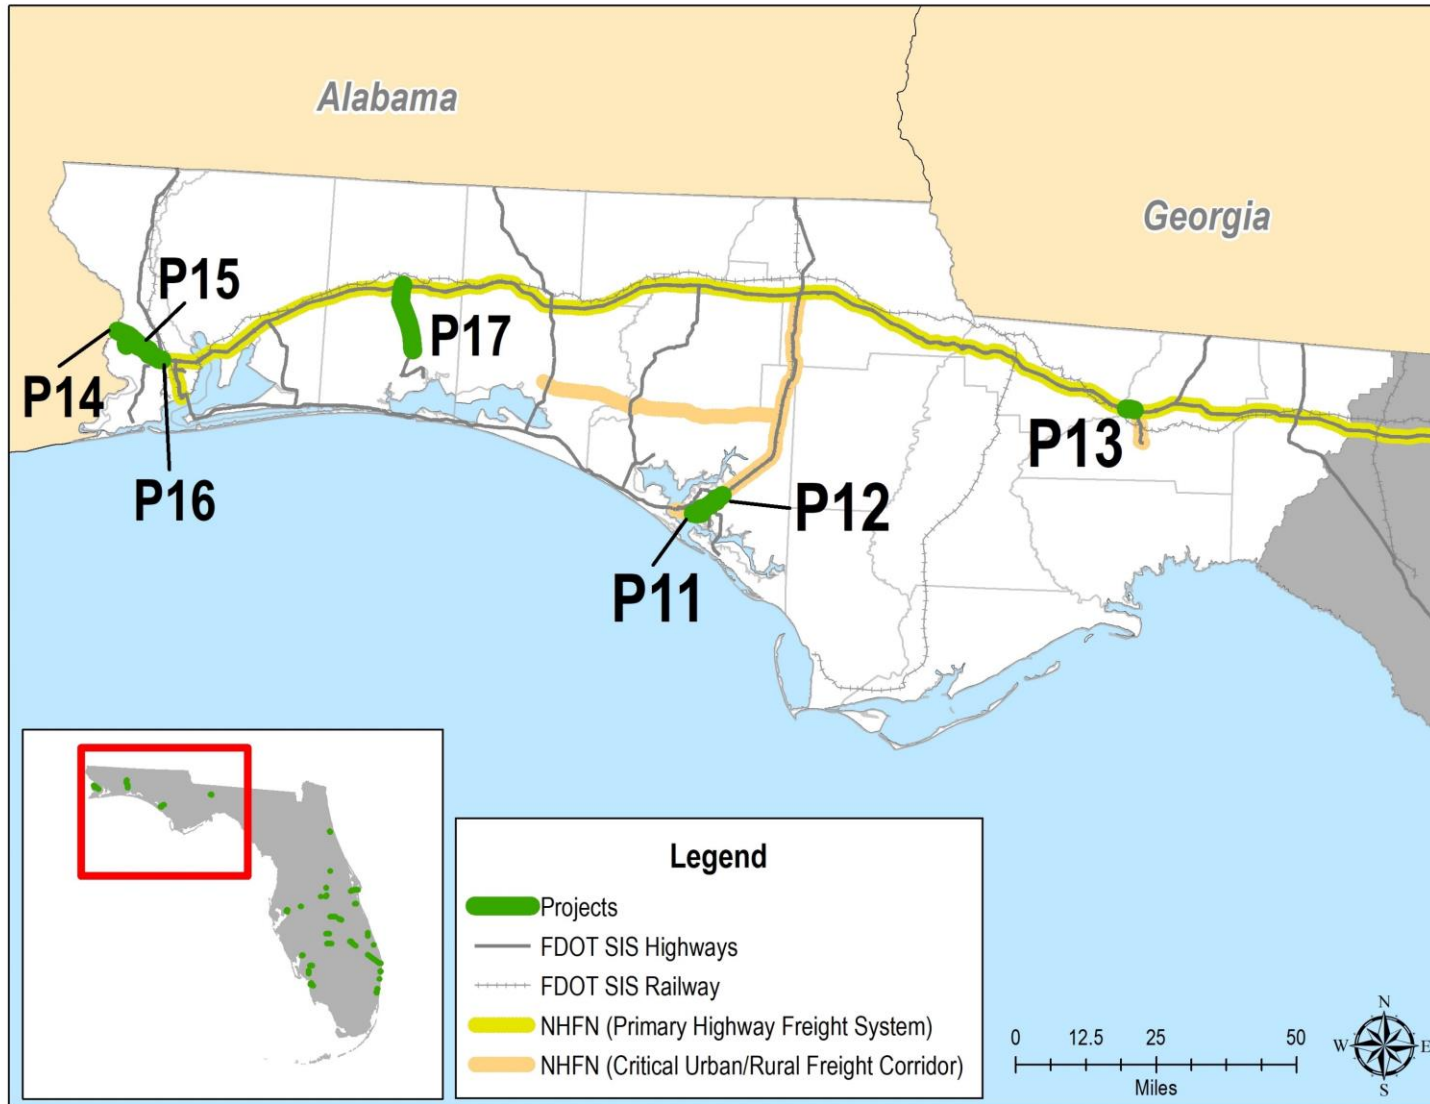 Alabama
Georgia
P15
P17
P14
P13
P16
P12
P11
Legend
Projects
FDOT SIS Highways
FDOT SIS Railway
NHFN (Primary Highway Freight System)
NHFN (Critical Urban/Rural Freight Corridor)
0 12.5 25 50
Miles
N
W E
S